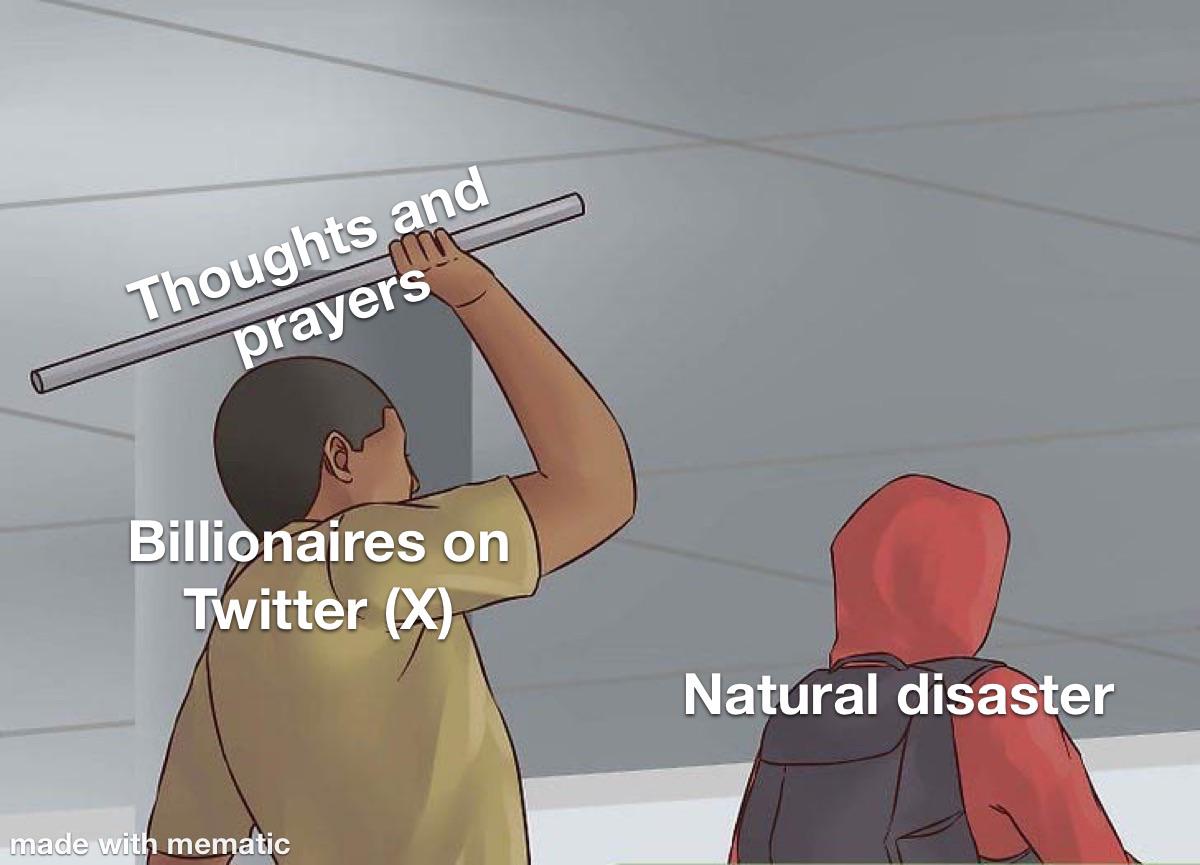 Thoughts and
prayers
Billionaires on
Twitter (X)
Natural disaster
made with mematic